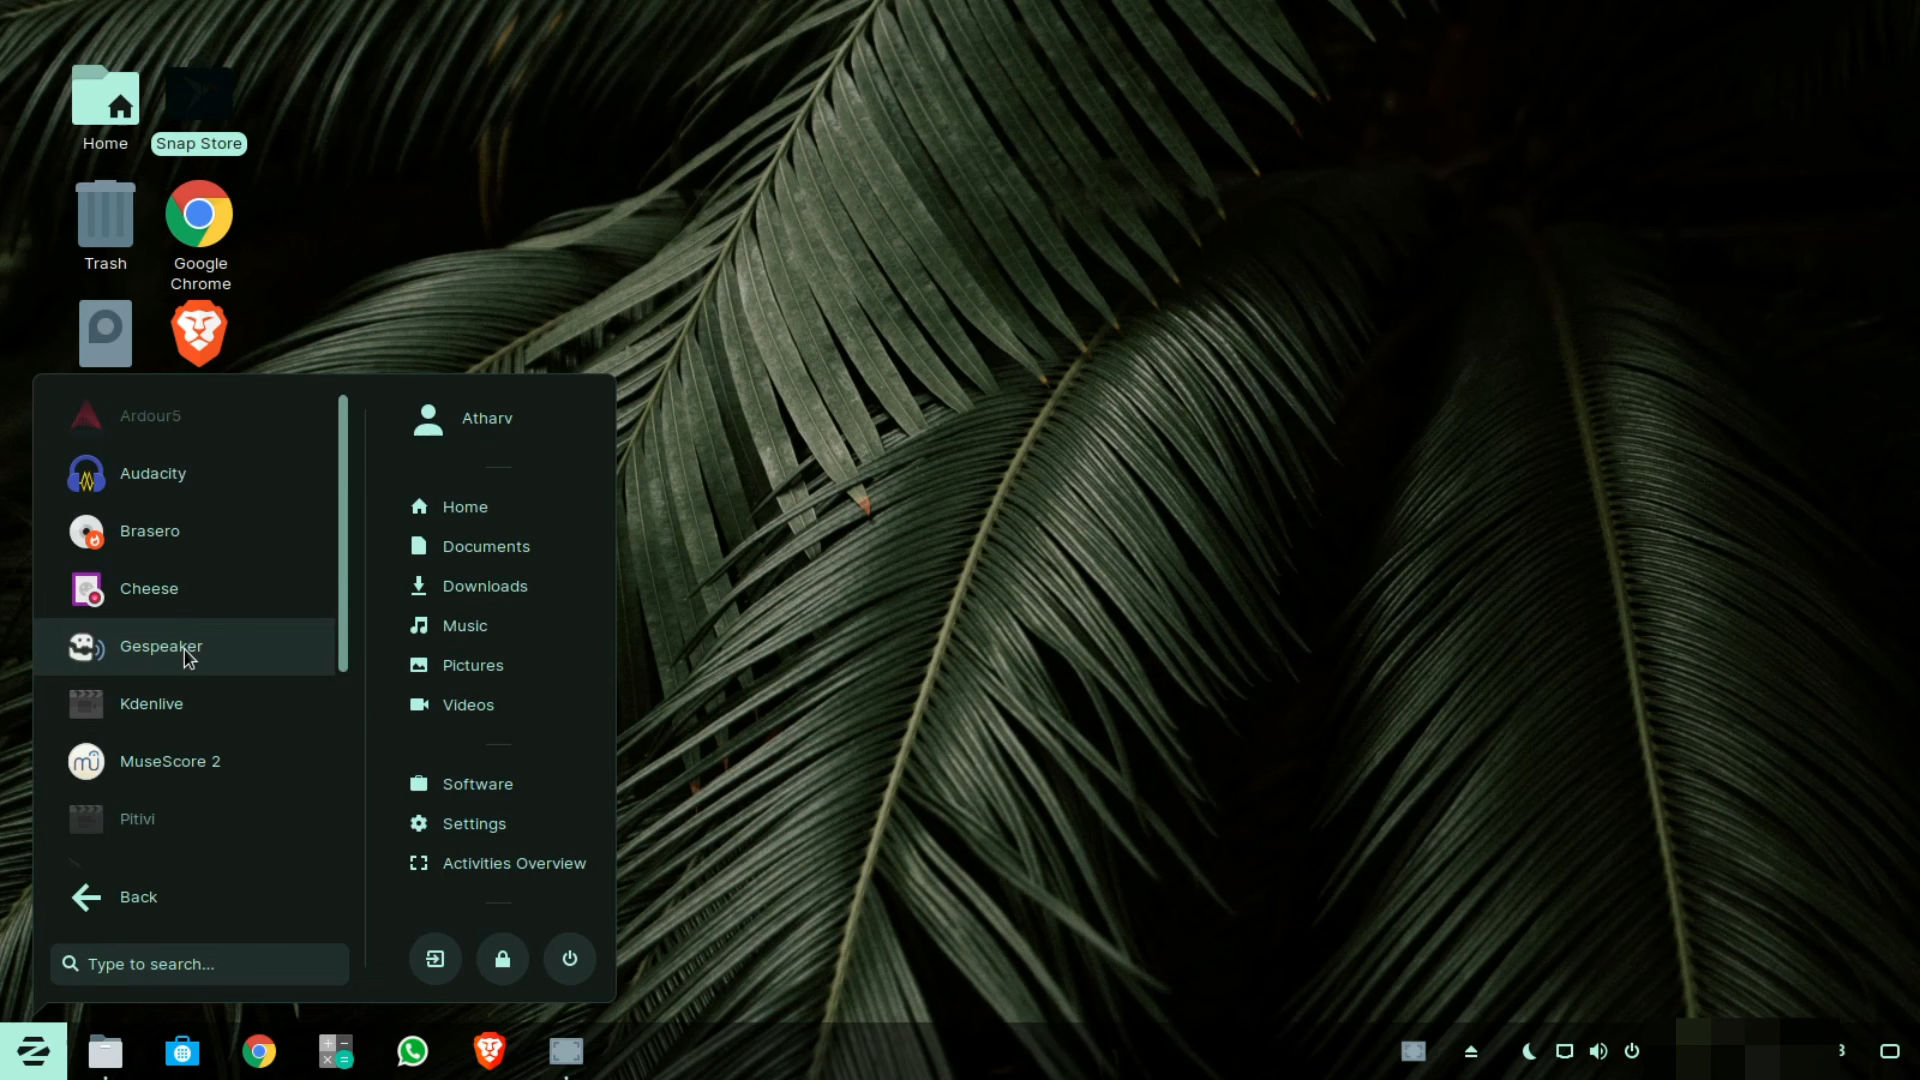 Home
Snap Store
Trash
Google
Chrome
Ardour5
Audacity
Brasero
Cheese
Gespeaker
Kdenlive
MuseScore 2
Pitivi
Back
Type to search...
Atharv
Home
Documents
Downloads
Music
Pictures
Videos
Software
Settings
Activities Overview